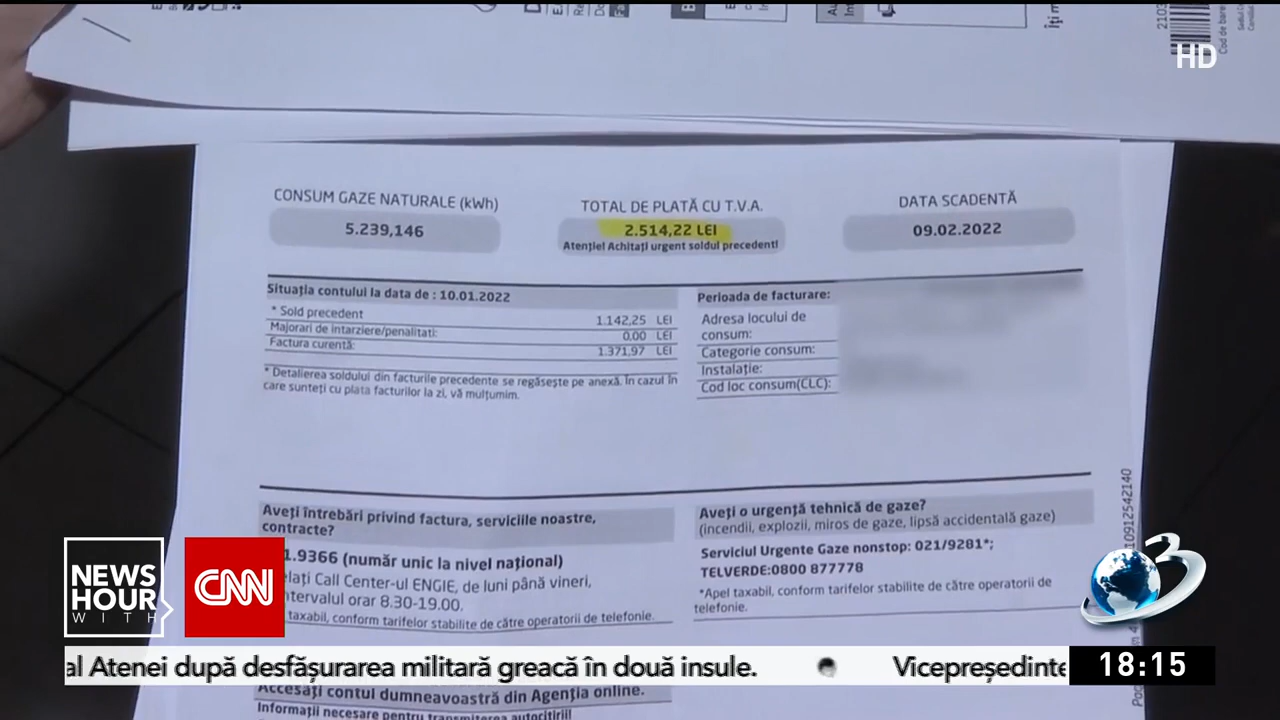 HD
CONSUM GAZE NATURALE (kWh)
5.239,146
TOTAL DE PLATĂ CU T.V.A.
2.514,22 LEI
Atenţie! Achitaţi urgent soldul precedent!
DATA SCADENTĂ
09.02.2022
Situaţia contului la data de : 10.01.2022
* Sold precedent 1.142,25 LEI
Majorari de intarziere/penalitati: 0,00 LEI
Factura curentă: 1.371,97 LEI
* Detalierea soldului din facturile precedente se regăseşte pe anexă. În cazul în
care sunteţi cu plata facturilor la zi, vă mulţumim.
Perioada de facturare:
Adresa locului de
consum:
Categorie consum:
Instalaţie:
Cod loc consum(CLC):
Aveţi întrebări privind factura, serviciile noastre,
contracte?
1.9366 (număr unic la nivel naţional)
elaţi Call Center-ul ENGIE, de luni până vineri,
ntervalul orar 8.30-19.00.
taxabil, conform tarifelor stabilite de către operatorii de telefonie.
Aveţi o urgenţă tehnică de gaze?
(incendii, explozii, miros de gaze, lipsă accidentală gaze)
Serviciul Urgente Gaze nonstop: 021/9281*;
TELVERDE:0800 877778
*Apel taxabil, conform tarifelor stabilite de către operatorii de
telefonie.
10912542140
Cod de bare
NEWS
HOUR
WITH
CNN
3
al Atenei după desfășurarea militară greacă în două insule.
Vicepreședinte
18:15
Accesaţi contul dumneavoastră din Agenţia online.
Informaţii necesare pentru transmiterea autocitirii!